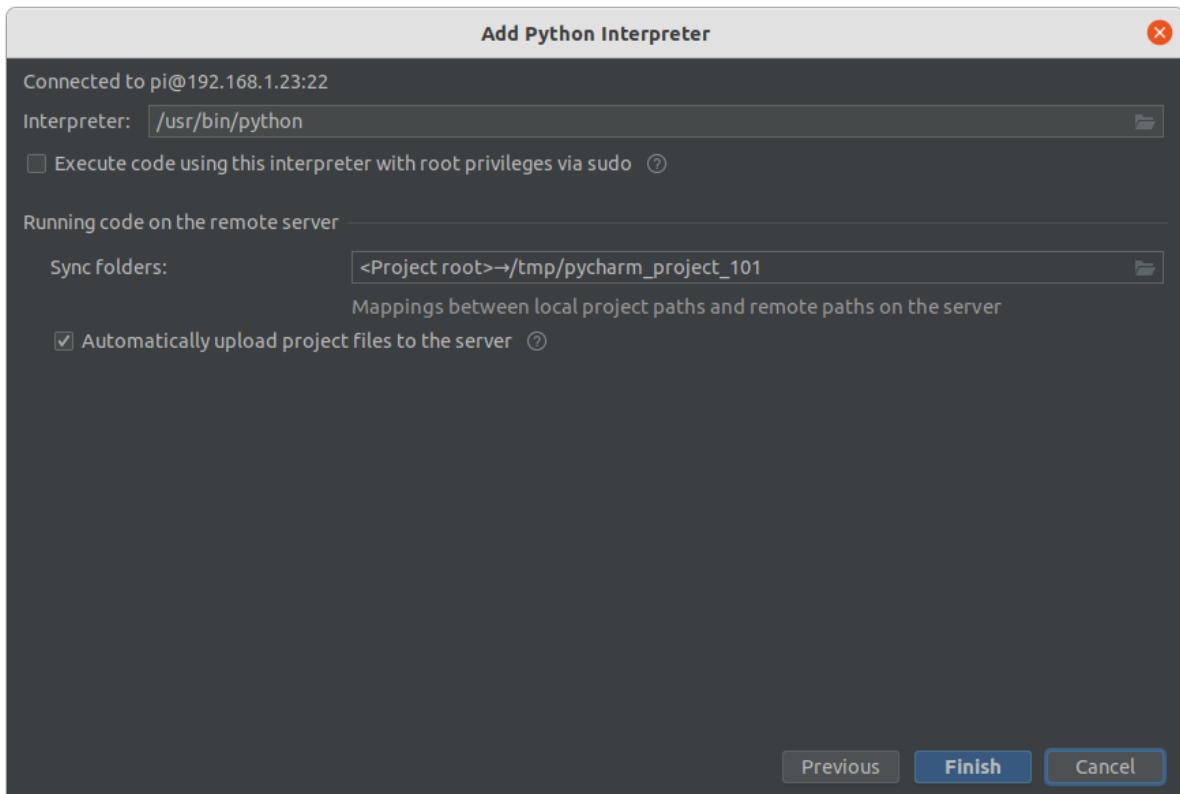 Add Python Interpreter
Connected to pi@192.168.1.23:22
Interpreter: /usr/bin/python
Execute code using this interpreter with root privileges via sudo ?
Running code on the remote server
Sync folders: <Project root>→/tmp/pycharm_project_101
Mappings between local project paths and remote paths on the server
Automatically upload project files to the server ?
Previous Finish Cancel